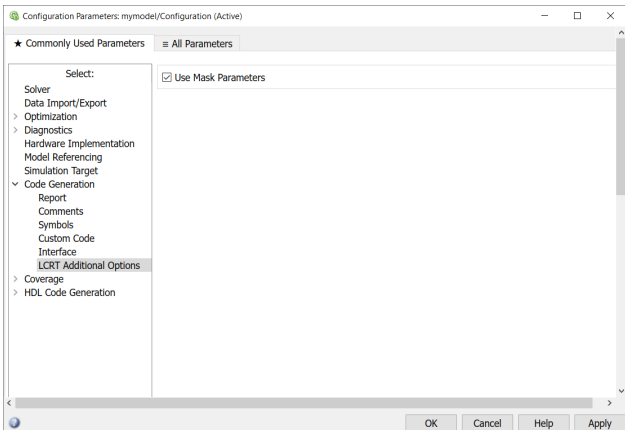 Configuration Parameters: mymodel/Configuration (Active)
★ Commonly Used Parameters
≡ All Parameters
Select:
Solver
Data Import/Export
Optimization
Diagnostics
Hardware Implementation
Model Referencing
Simulation Target
Code Generation
Report
Comments
Symbols
Custom Code
Interface
LCRT Additional Options
Coverage
HDL Code Generation
Use Mask Parameters
OK Cancel Help Apply